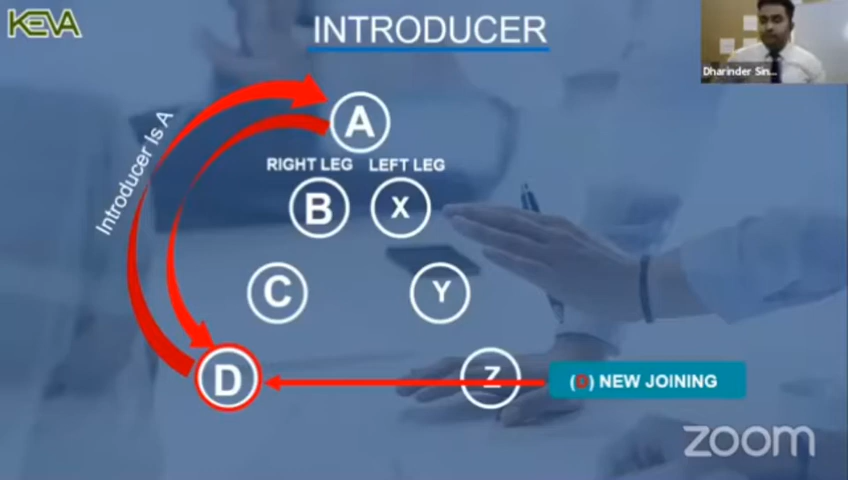 KEVA
INTRODUCER
Dharinder Sin...
Introducer Is A
A
RIGHT LEG LEFT LEG
B X
C Y
D Z
(D) NEW JOINING
zoom